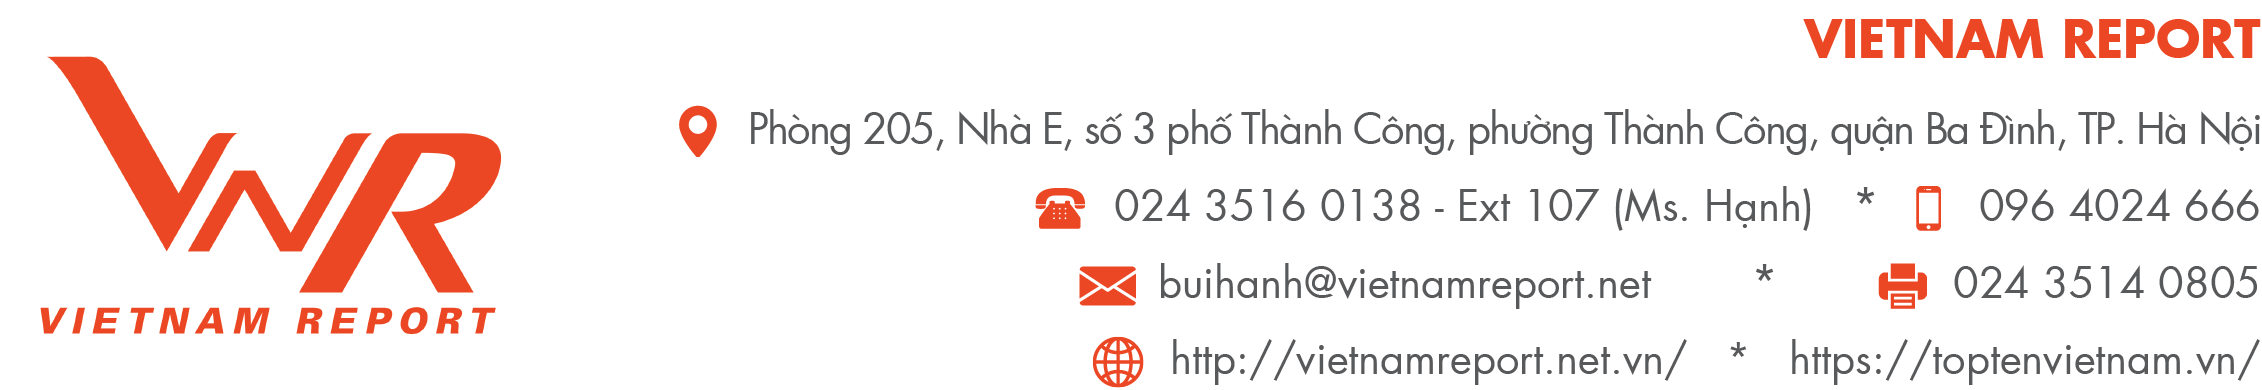 VNR
VIETNAM REPORT
VIETNAM REPORT
Phòng 205, Nhà E, số 3 phố Thành Công, phường Thành Công, quận Ba Đình, TP. Hà Nội
024 3516 0138 - Ext 107 (Ms. Hạnh) * 096 4024 666
buihanh@vietnamreport.net * 024 3514 0805
http://vietnamreport.net.vn/ * https://toptenvietnam.vn/